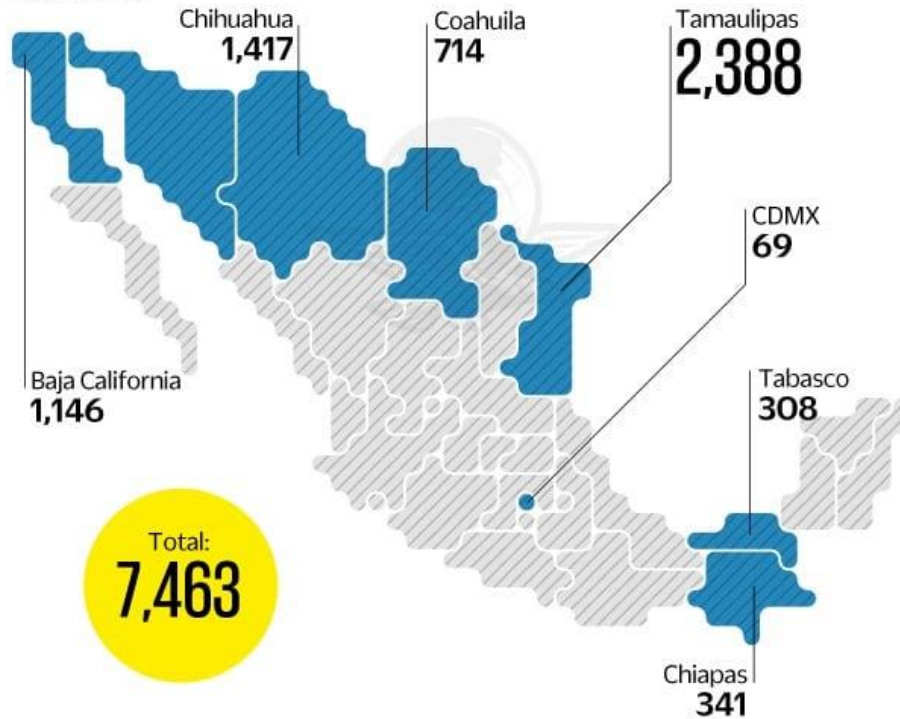 Chihuahua
1,417
Coahuila
714
Tamaulipas
2,388
CDMX
69
Baja California
1,146
Tabasco
308
Total:
7,463
Chiapas
341